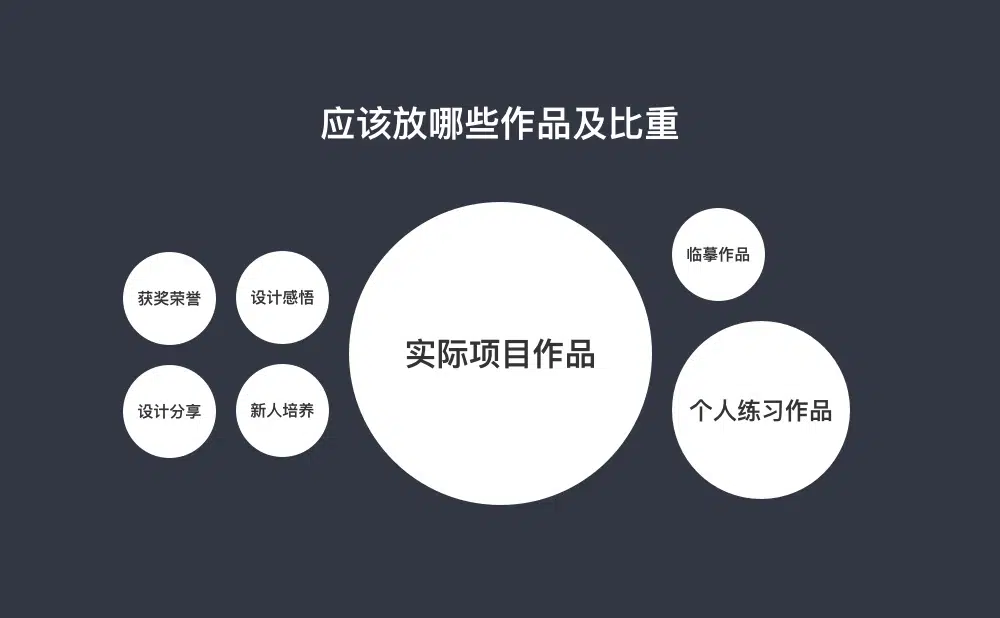 应该放哪些作品及比重
获奖荣誉
设计感悟
设计分享
新人培养
实际项目作品
临摹作品
个人练习作品